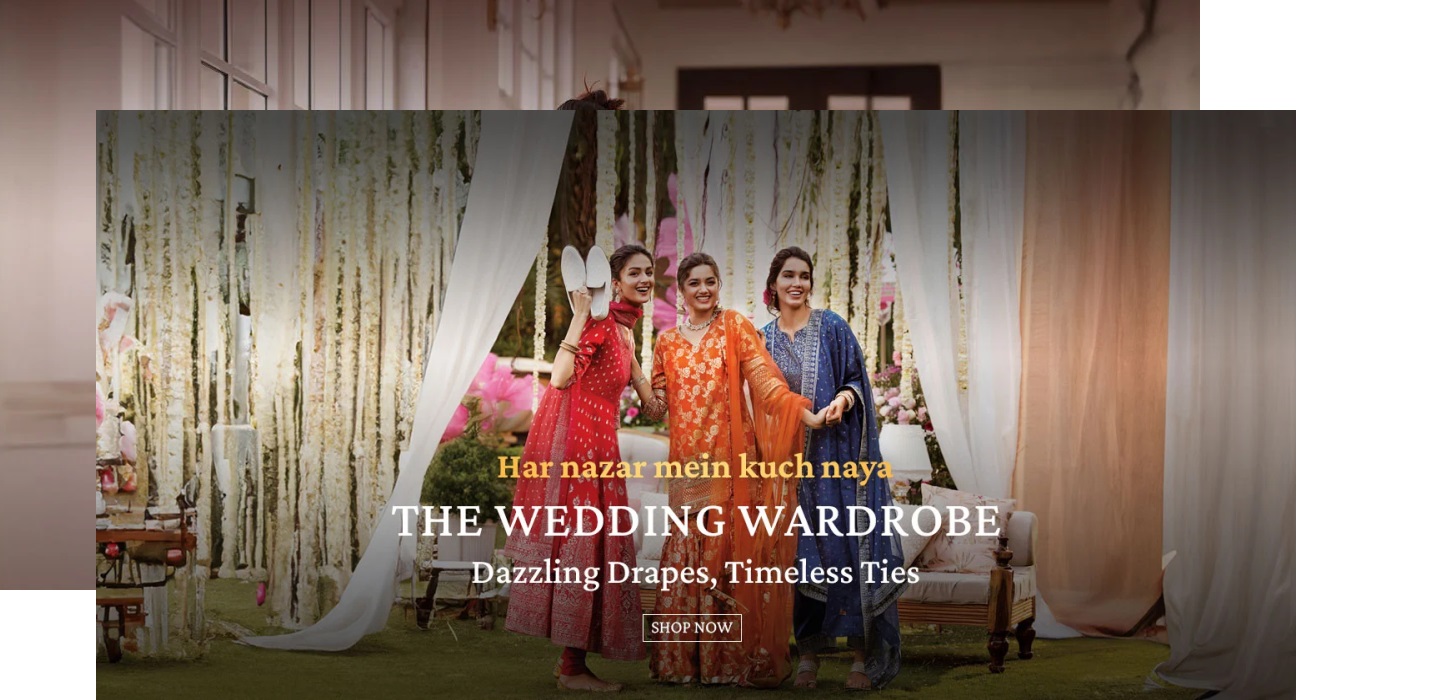 Har nazar mein kuch naya
THE WEDDING WARDROBE
Dazzling Drapes, Timeless Ties
SHOP NOW